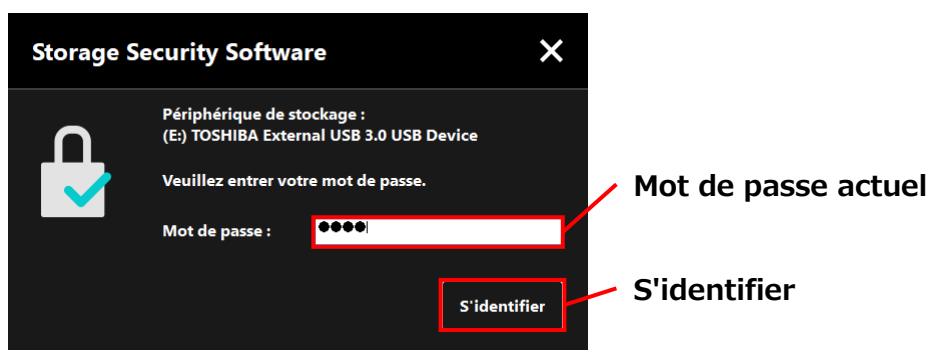 Storage Security Software
Périphérique de stockage :
(E:) TOSHIBA External USB 3.0 USB Device
Veuillez entrer votre mot de passe.
Mot de passe :
●●●●
Mot de passe actuel
S'identifier
S'identifier